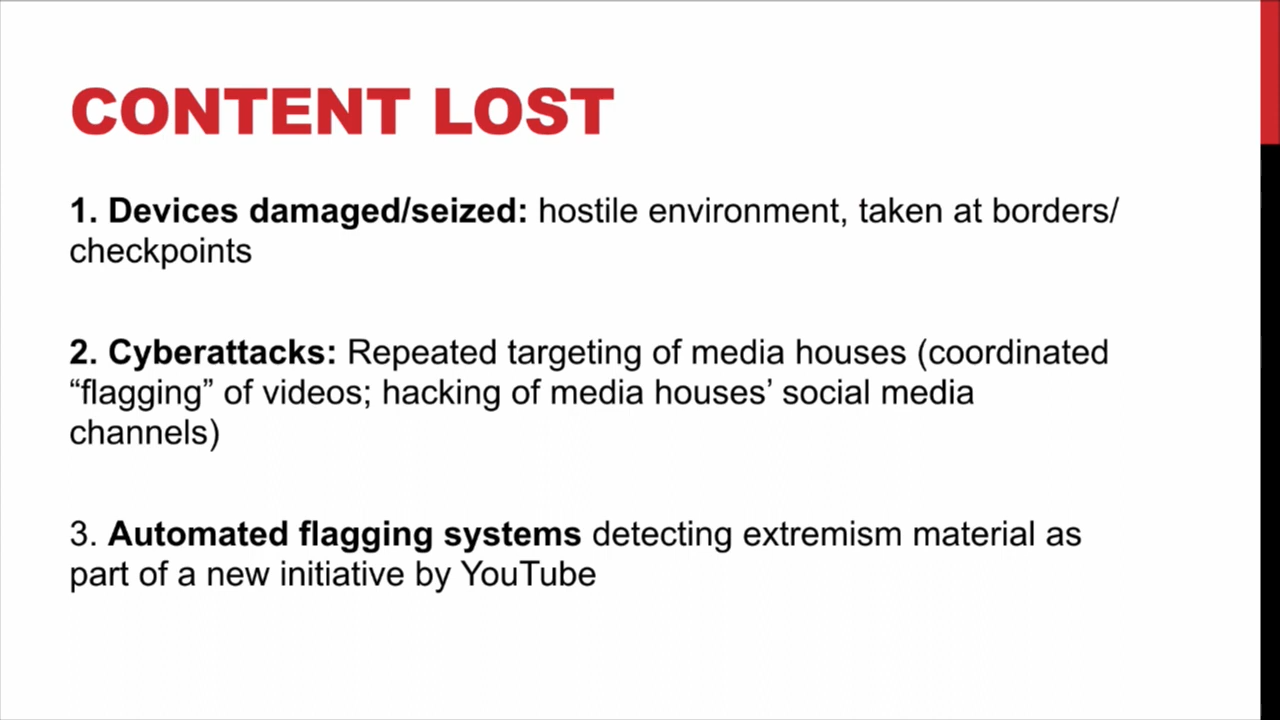 CONTENT LOST
1. Devices damaged/seized: hostile environment, taken at borders/
checkpoints
2. Cyberattacks: Repeated targeting of media houses (coordinated
“flagging” of videos; hacking of media houses’ social media
channels)
3. Automated flagging systems detecting extremism material as
part of a new initiative by YouTube